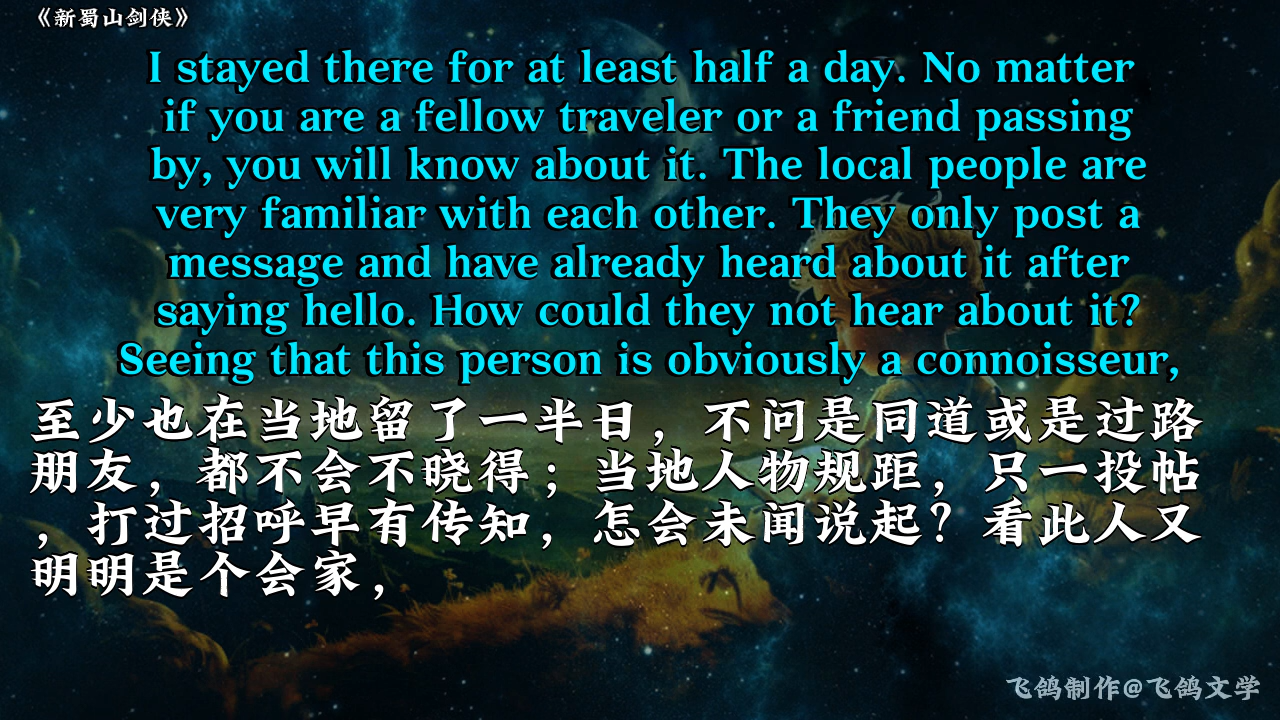 《新蜀山剑侠》
I stayed there for at least half a day. No matter
if you are a fellow traveler or a friend passing
by, you will know about it. The local people are
very familiar with each other. They only post a
message and have already heard about it after
saying hello. How could they not hear about it?
Seeing that this person is obviously a connoisseur,
至少也在当地留了一半日，不问是同道或是过路
朋友，都不会不晓得；当地人物规距，只一投帖
，打过招呼早有传知，怎会未闻说起？看此人又
明明是个会家，
飞鸽制作@飞鸽文学